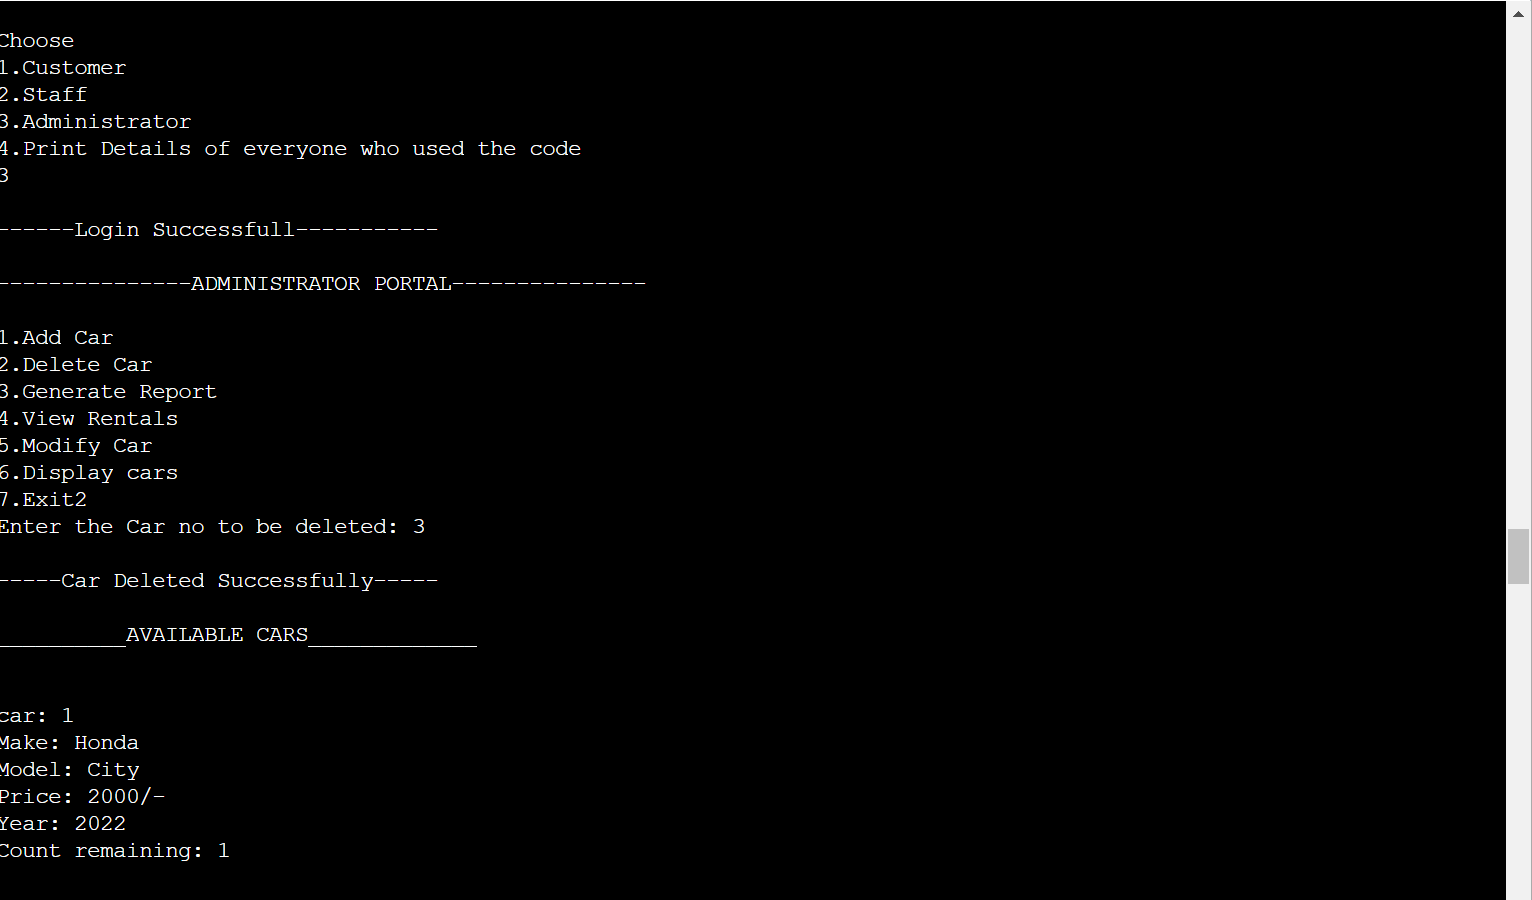 Choose
1.Customer
2.Staff
3.Administrator
4.Print Details of everyone who used the code
3
------Login Successfull-----------
---------------ADMINISTRATOR PORTAL---------------
1.Add Car
2.Delete Car
3.Generate Report
4.View Rentals
5.Modify Car
6.Display cars
7.Exit2
Enter the Car no to be deleted: 3
-----Car Deleted Successfully-----
__________AVAILABLE CARS_____________
car: 1
Make: Honda
Model: City
Price: 2000/-
Year: 2022
Count remaining: 1